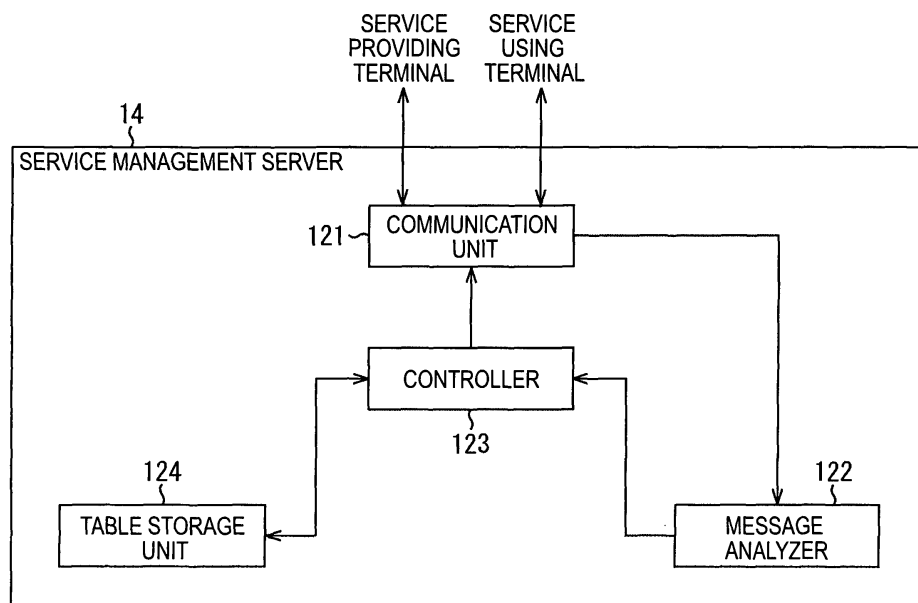 SERVICE
PROVIDING
TERMINAL
SERVICE
USING
TERMINAL
14
SERVICE MANAGEMENT SERVER
121
COMMUNICATION
UNIT
CONTROLLER
123
124
TABLE STORAGE
UNIT
122
MESSAGE
ANALYZER